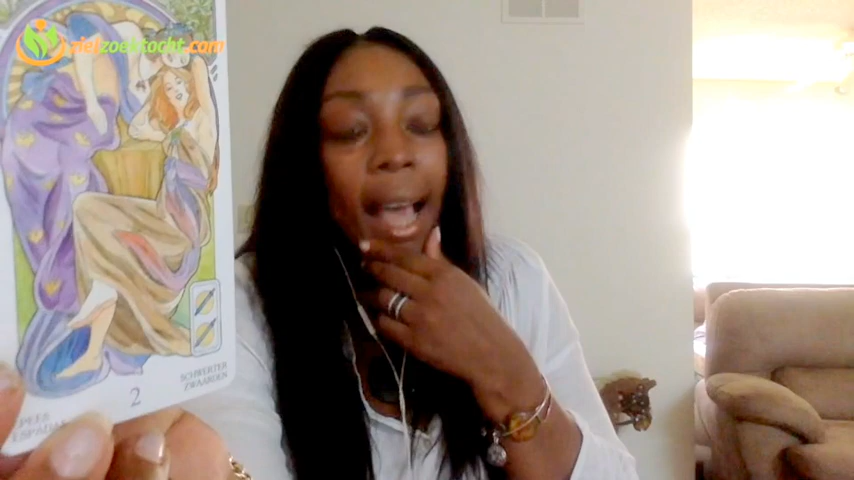 zielzoektocht.com
2
SCHWERTER
ZWAARDEN
ESPADAS